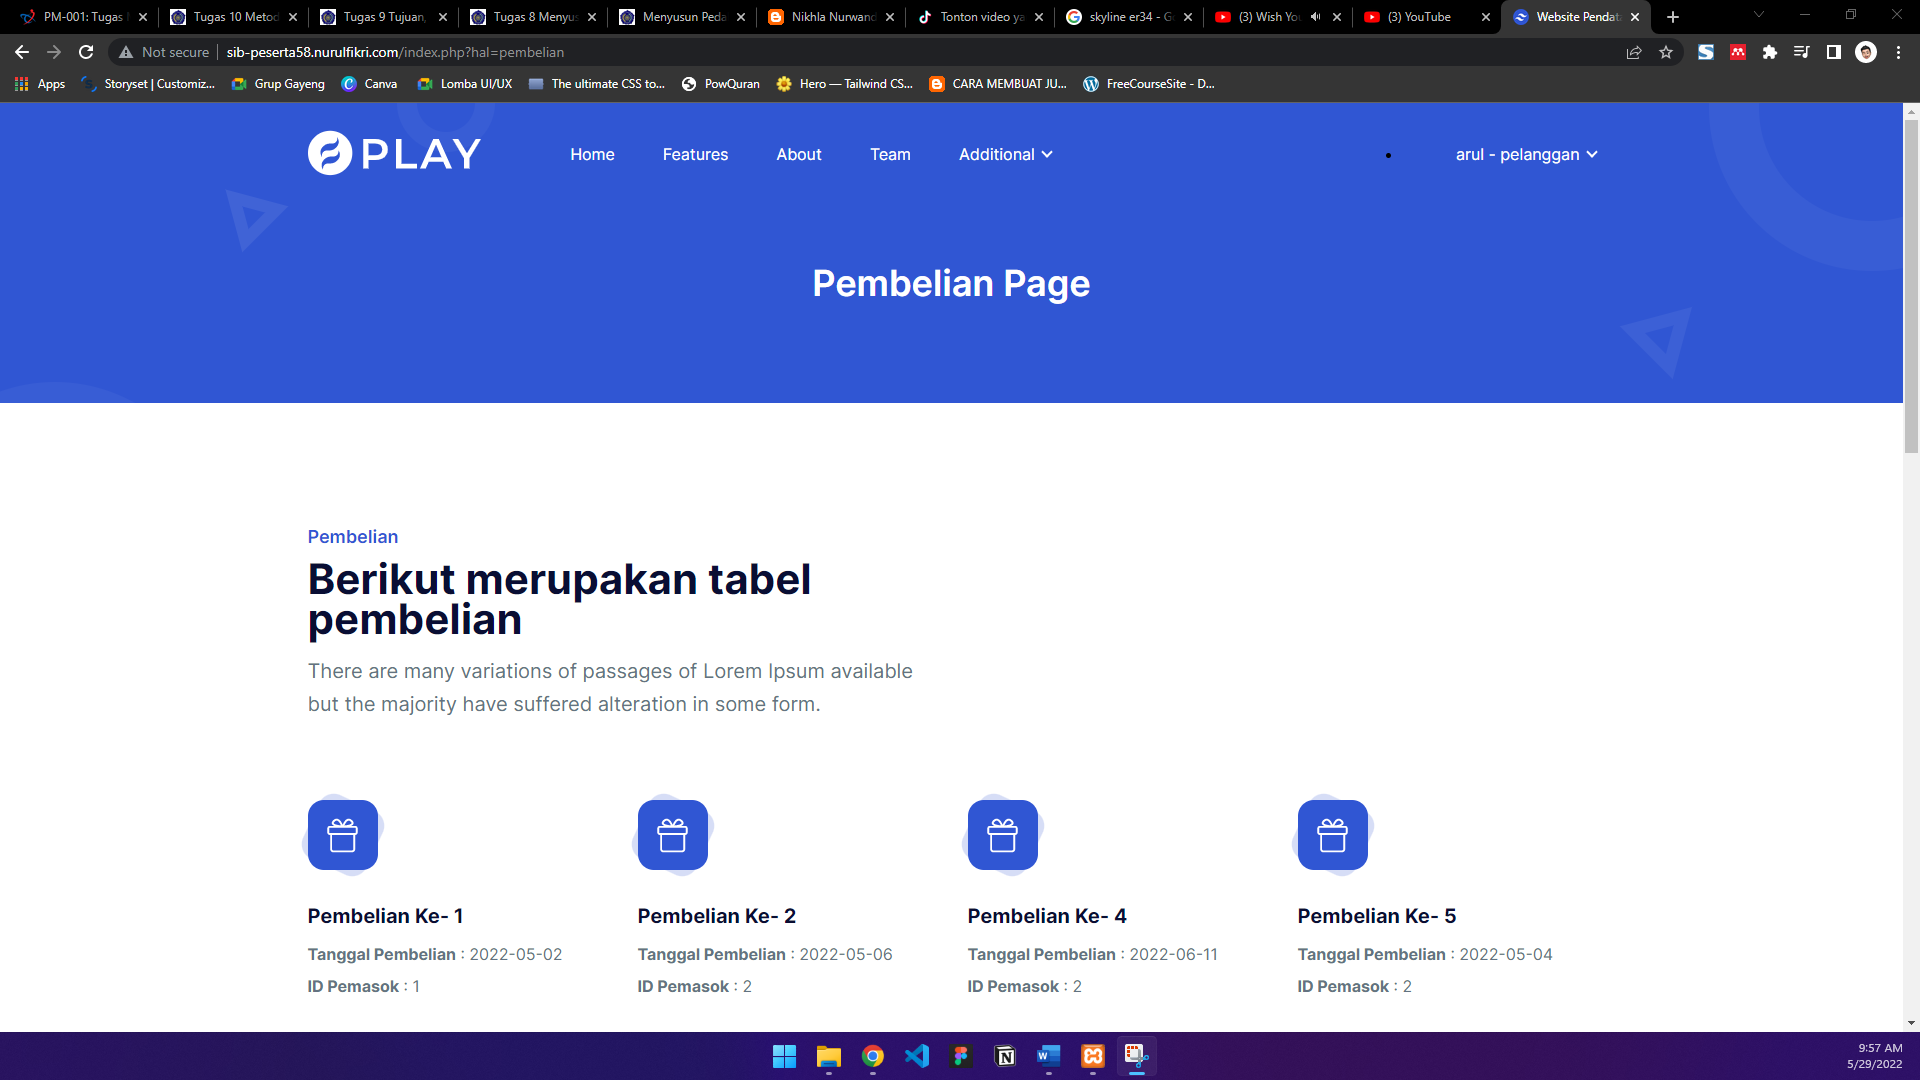 PM-001: Tugas
Tugas 10 Metod
Tugas 9 Tujuan,
Tugas 8 Menyus
Menyusun Peda
Nikhla Nurwand
Tonton video ya
skyline er34 - G
(3) Wish Yo
(3) YouTube
Website Pendata
Not secure
sib-peserta58.nurulfikri.com/index.php?hal=pembelian
Apps
Storyset | Customiz...
Grup Gayeng
Canva
Lomba UI/UX
The ultimate CSS to...
PowQuran
Hero — Tailwind CS...
CARA MEMBUAT JU...
FreeCourseSite - D...
PLAY
Home
Features
About
Team
Additional
arul - pelanggan
Pembelian Page
Pembelian
Berikut merupakan tabel
pembelian
There are many variations of passages of Lorem Ipsum available
but the majority have suffered alteration in some form.
Pembelian Ke- 1
Tanggal Pembelian : 2022-05-02
ID Pemasok : 1
Pembelian Ke- 2
Tanggal Pembelian : 2022-05-06
ID Pemasok : 2
Pembelian Ke- 4
Tanggal Pembelian : 2022-06-11
ID Pemasok : 2
Pembelian Ke- 5
Tanggal Pembelian : 2022-05-04
ID Pemasok : 2
9:57 AM
5/29/2022